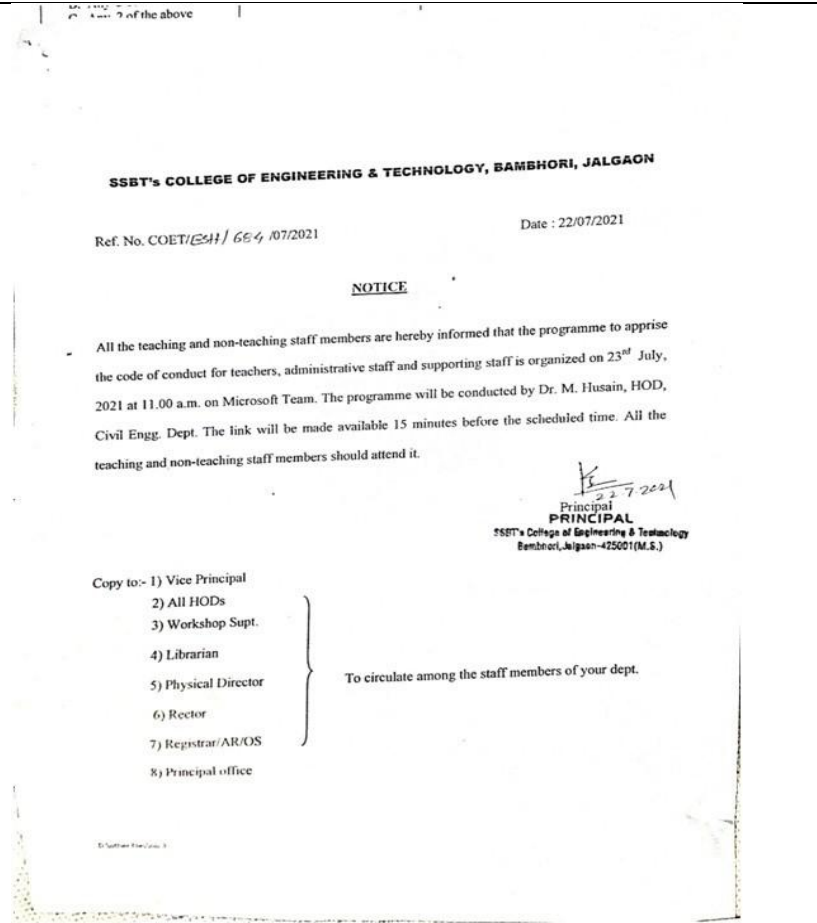 2 of the above
SSBT's COLLEGE OF ENGINEERING & TECHNOLOGY, BAMBHORI, JALGAON
Ref. No. COET/ESH/ 684 /07/2021
Date : 22/07/2021
NOTICE
All the teaching and non-teaching staff members are hereby informed that the programme to apprise
the code of conduct for teachers, administrative staff and supporting staff is organized on 23rd July,
2021 at 11.00 a.m. on Microsoft Team. The programme will be conducted by Dr. M. Husain, HOD,
Civil Engg. Dept. The link will be made available 15 minutes before the scheduled time. All the
teaching and non-teaching staff members should attend it.
22.7.2021
Principal
PRINCIPAL
SSBT's College of Engineering & Technology
Bambhori, Jalgaon-425001(M.S.)
Copy to:- 1) Vice Principal
2) All HODs
3) Workshop Supt.
4) Librarian
5) Physical Director
6) Rector
7) Registrar/AR/OS
8) Principal office
To circulate among the staff members of your dept.